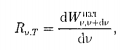 R_{ν,T} = dW^{изл}_{ν,ν+dν} / dν,